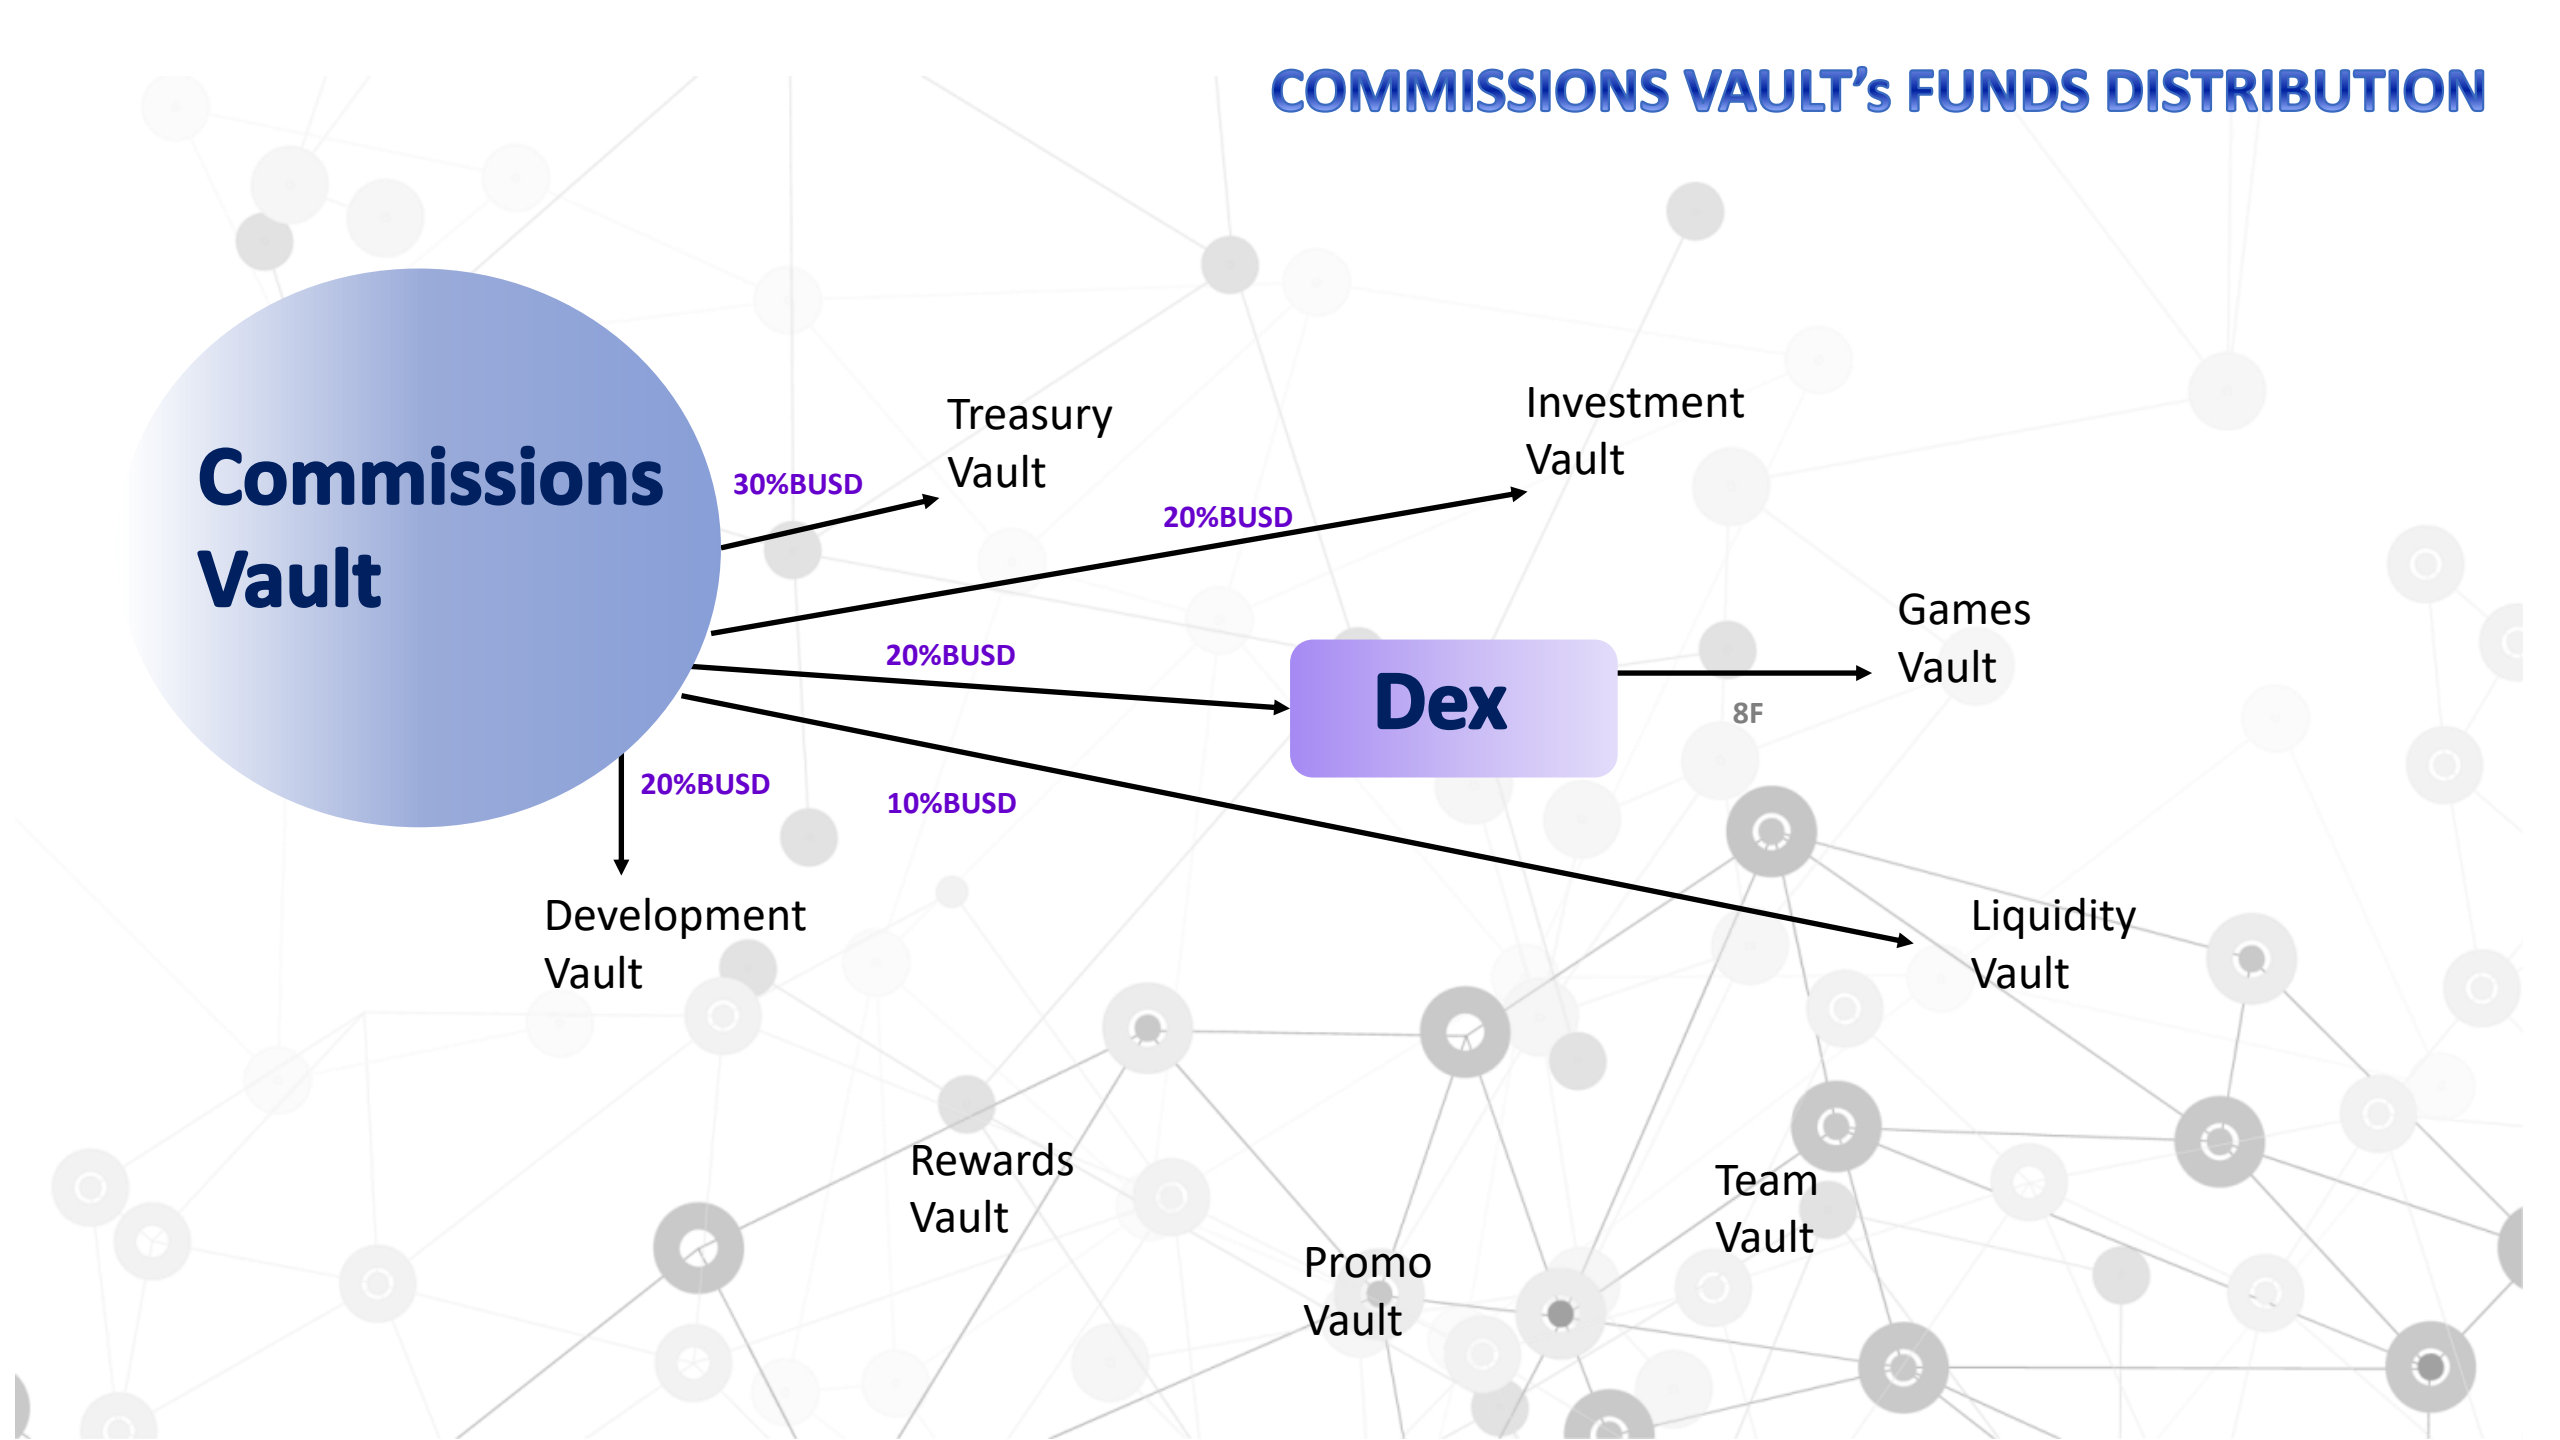 COMMISSIONS VAULT’s FUNDS DISTRIBUTION
Commissions
Vault
30%BUSD
Treasury
Vault
20%BUSD
Investment
Vault
20%BUSD
Dex
8F
Games
Vault
20%BUSD
10%BUSD
Development
Vault
Liquidity
Vault
Rewards
Vault
Promo
Vault
Team
Vault